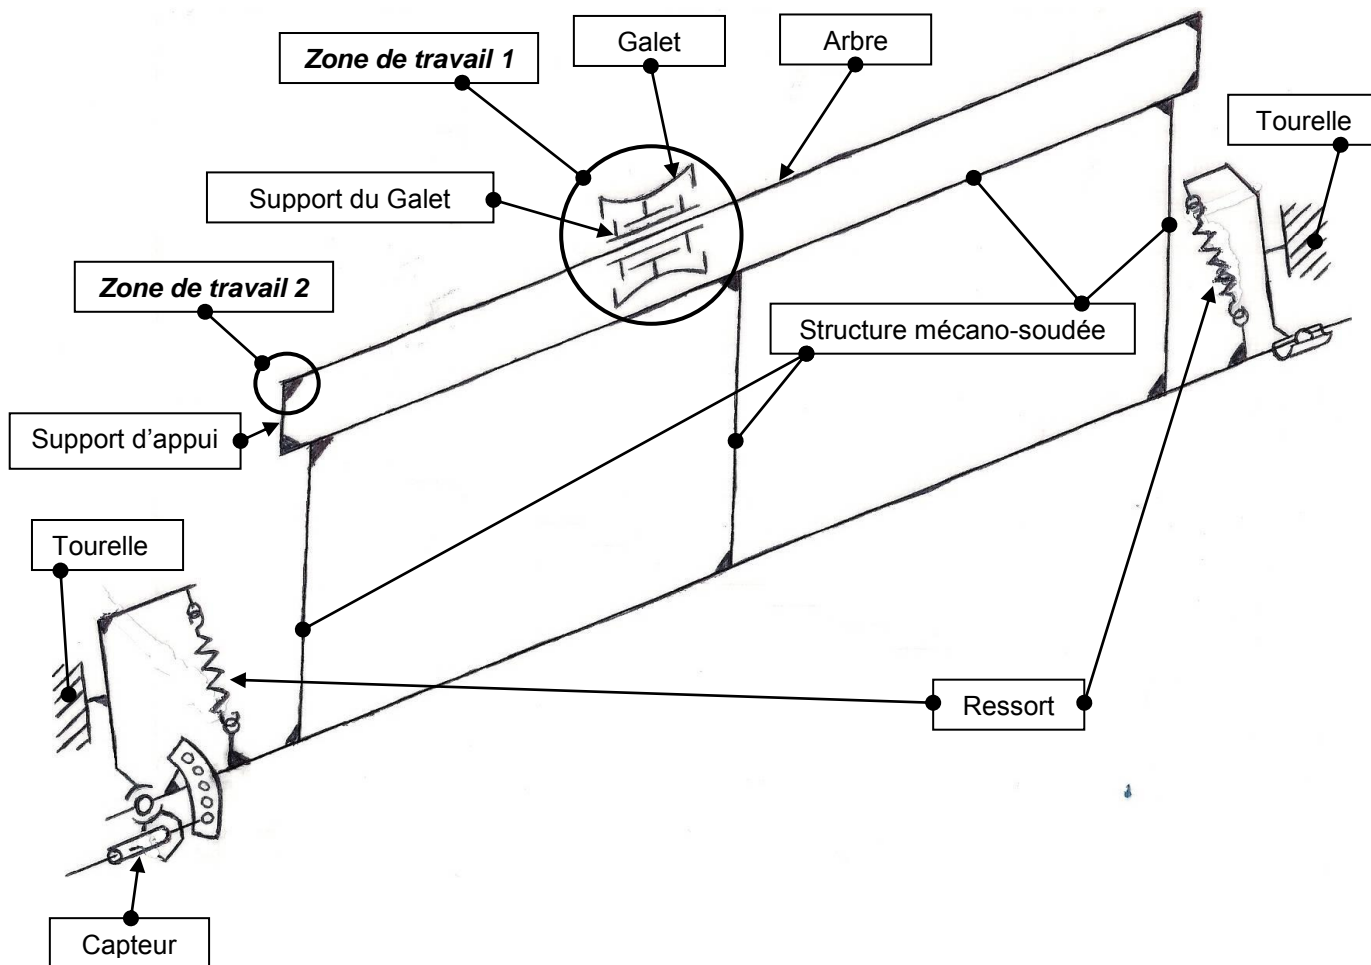 Galet
Arbre
Zone de travail 1
Tourelle
Support du Galet
Zone de travail 2
Structure mécano-soudée
Support d'appui
Tourelle
Ressort
Capteur